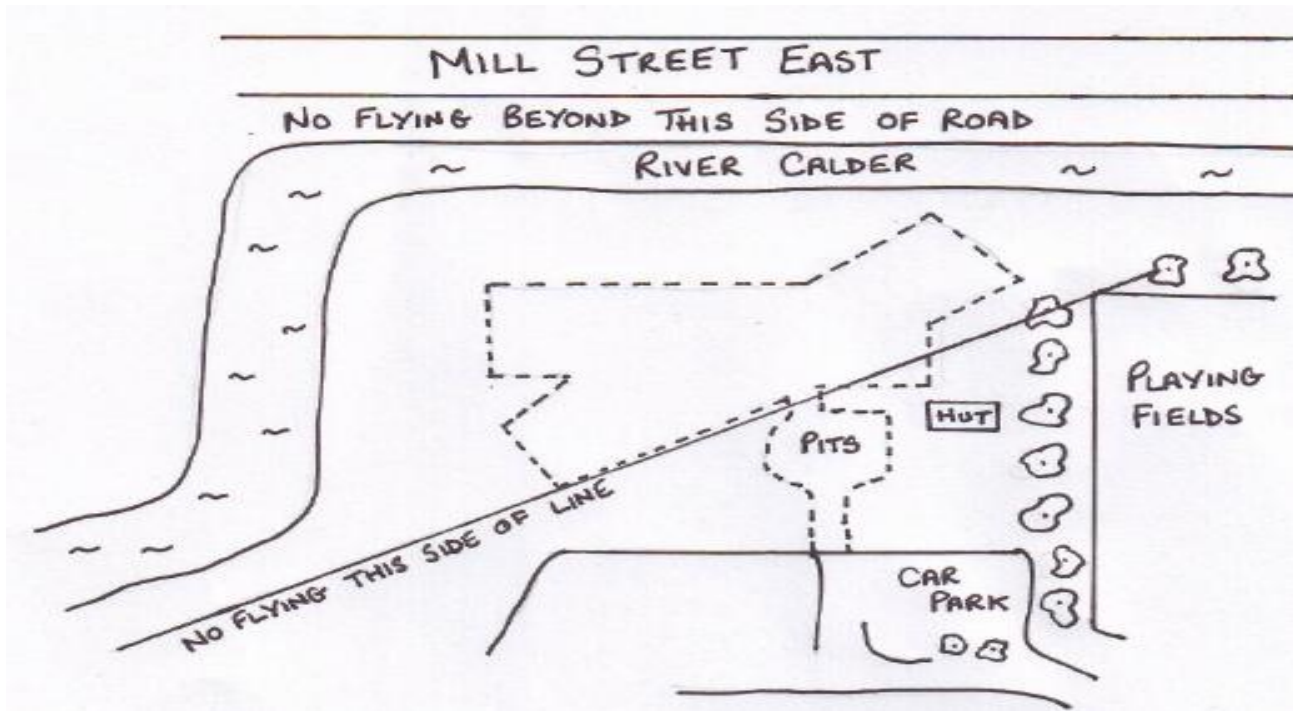 MILL STREET EAST
NO FLYING BEYOND THIS SIDE OF ROAD
RIVER CALDER
PLAYING
FIELDS
HUT
PITS
NO FLYING THIS SIDE OF LINE
CAR
PARK